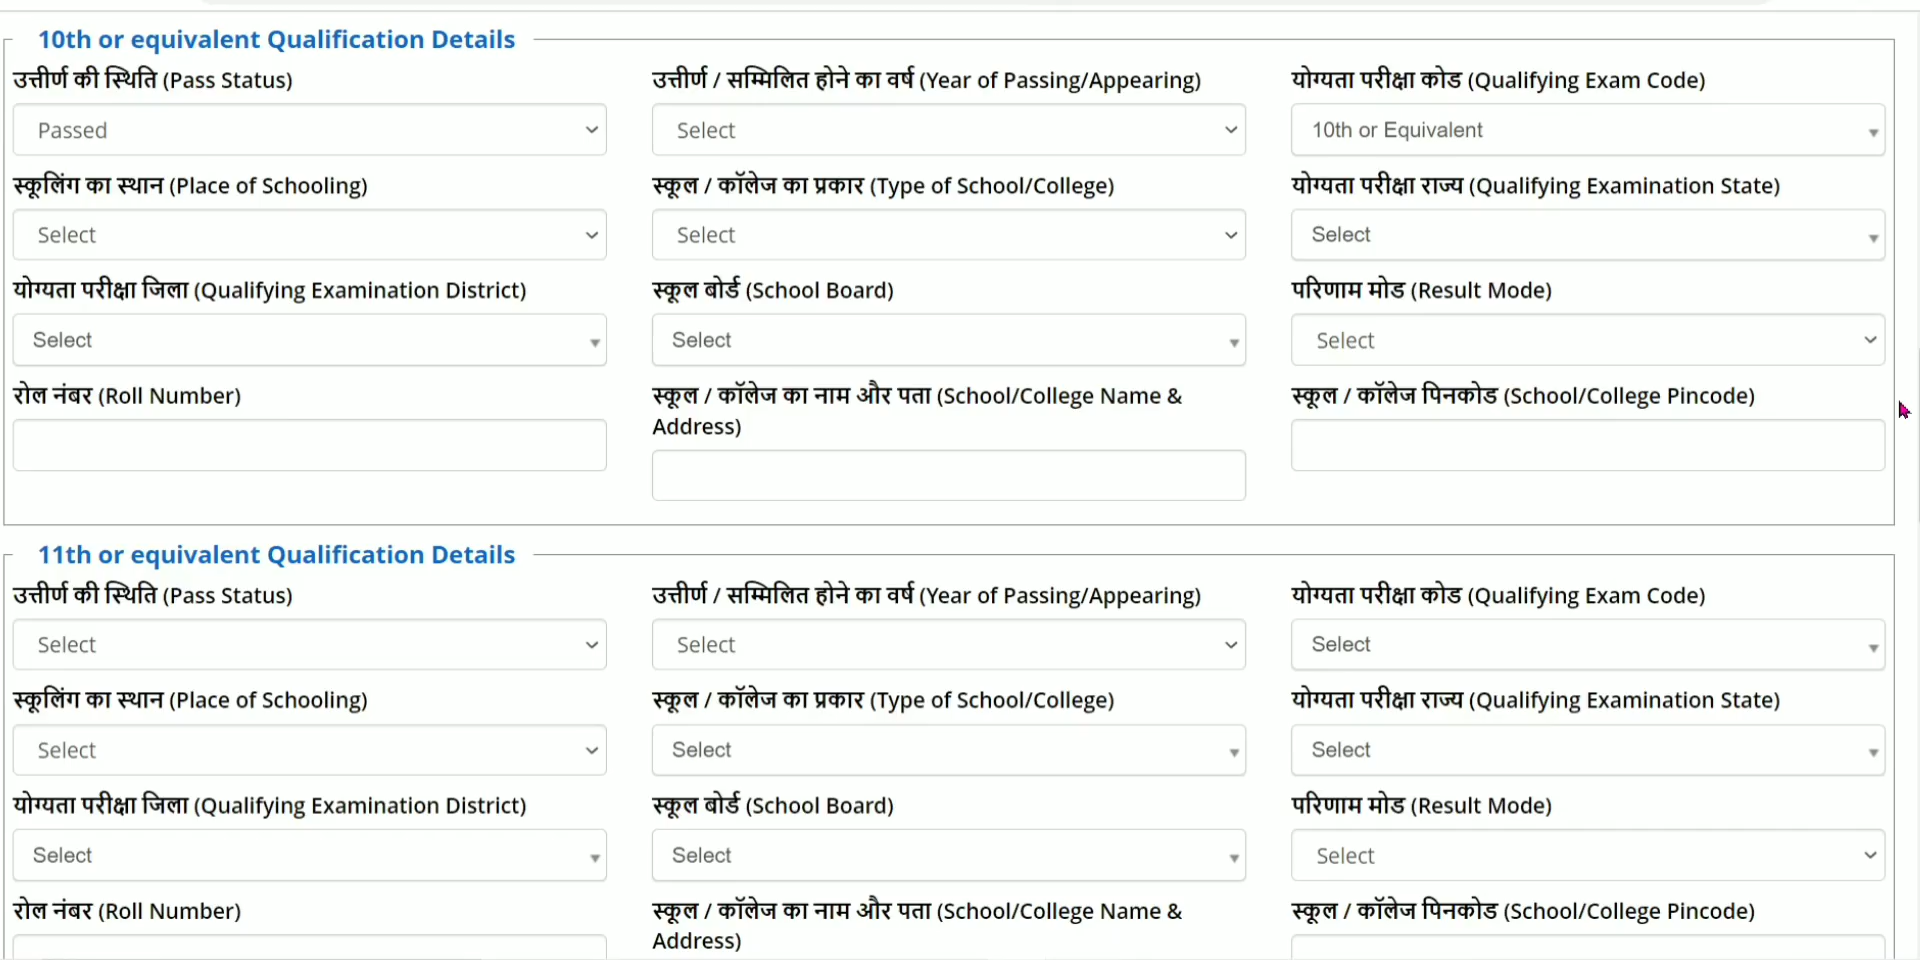 10th or equivalent Qualification Details
उत्तीर्ण की स्थिति (Pass Status)
उत्तीर्ण / सम्मिलित होने का वर्ष (Year of Passing/Appearing)
योग्यता परीक्षा कोड (Qualifying Exam Code)
Passed
Select
10th or Equivalent
स्कूलिंग का स्थान (Place of Schooling)
स्कूल / कॉलेज का प्रकार (Type of School/College)
योग्यता परीक्षा राज्य (Qualifying Examination State)
Select
Select
Select
योग्यता परीक्षा जिला (Qualifying Examination District)
स्कूल बोर्ड (School Board)
परिणाम मोड (Result Mode)
Select
Select
Select
रोल नंबर (Roll Number)
स्कूल / कॉलेज का नाम और पता (School/College Name &
Address)
स्कूल / कॉलेज पिनकोड (School/College Pincode)
11th or equivalent Qualification Details
उत्तीर्ण की स्थिति (Pass Status)
उत्तीर्ण / सम्मिलित होने का वर्ष (Year of Passing/Appearing)
योग्यता परीक्षा कोड (Qualifying Exam Code)
Select
Select
Select
स्कूलिंग का स्थान (Place of Schooling)
स्कूल / कॉलेज का प्रकार (Type of School/College)
योग्यता परीक्षा राज्य (Qualifying Examination State)
Select
Select
Select
योग्यता परीक्षा जिला (Qualifying Examination District)
स्कूल बोर्ड (School Board)
परिणाम मोड (Result Mode)
Select
Select
Select
रोल नंबर (Roll Number)
स्कूल / कॉलेज का नाम और पता (School/College Name &
Address)
स्कूल / कॉलेज पिनकोड (School/College Pincode)